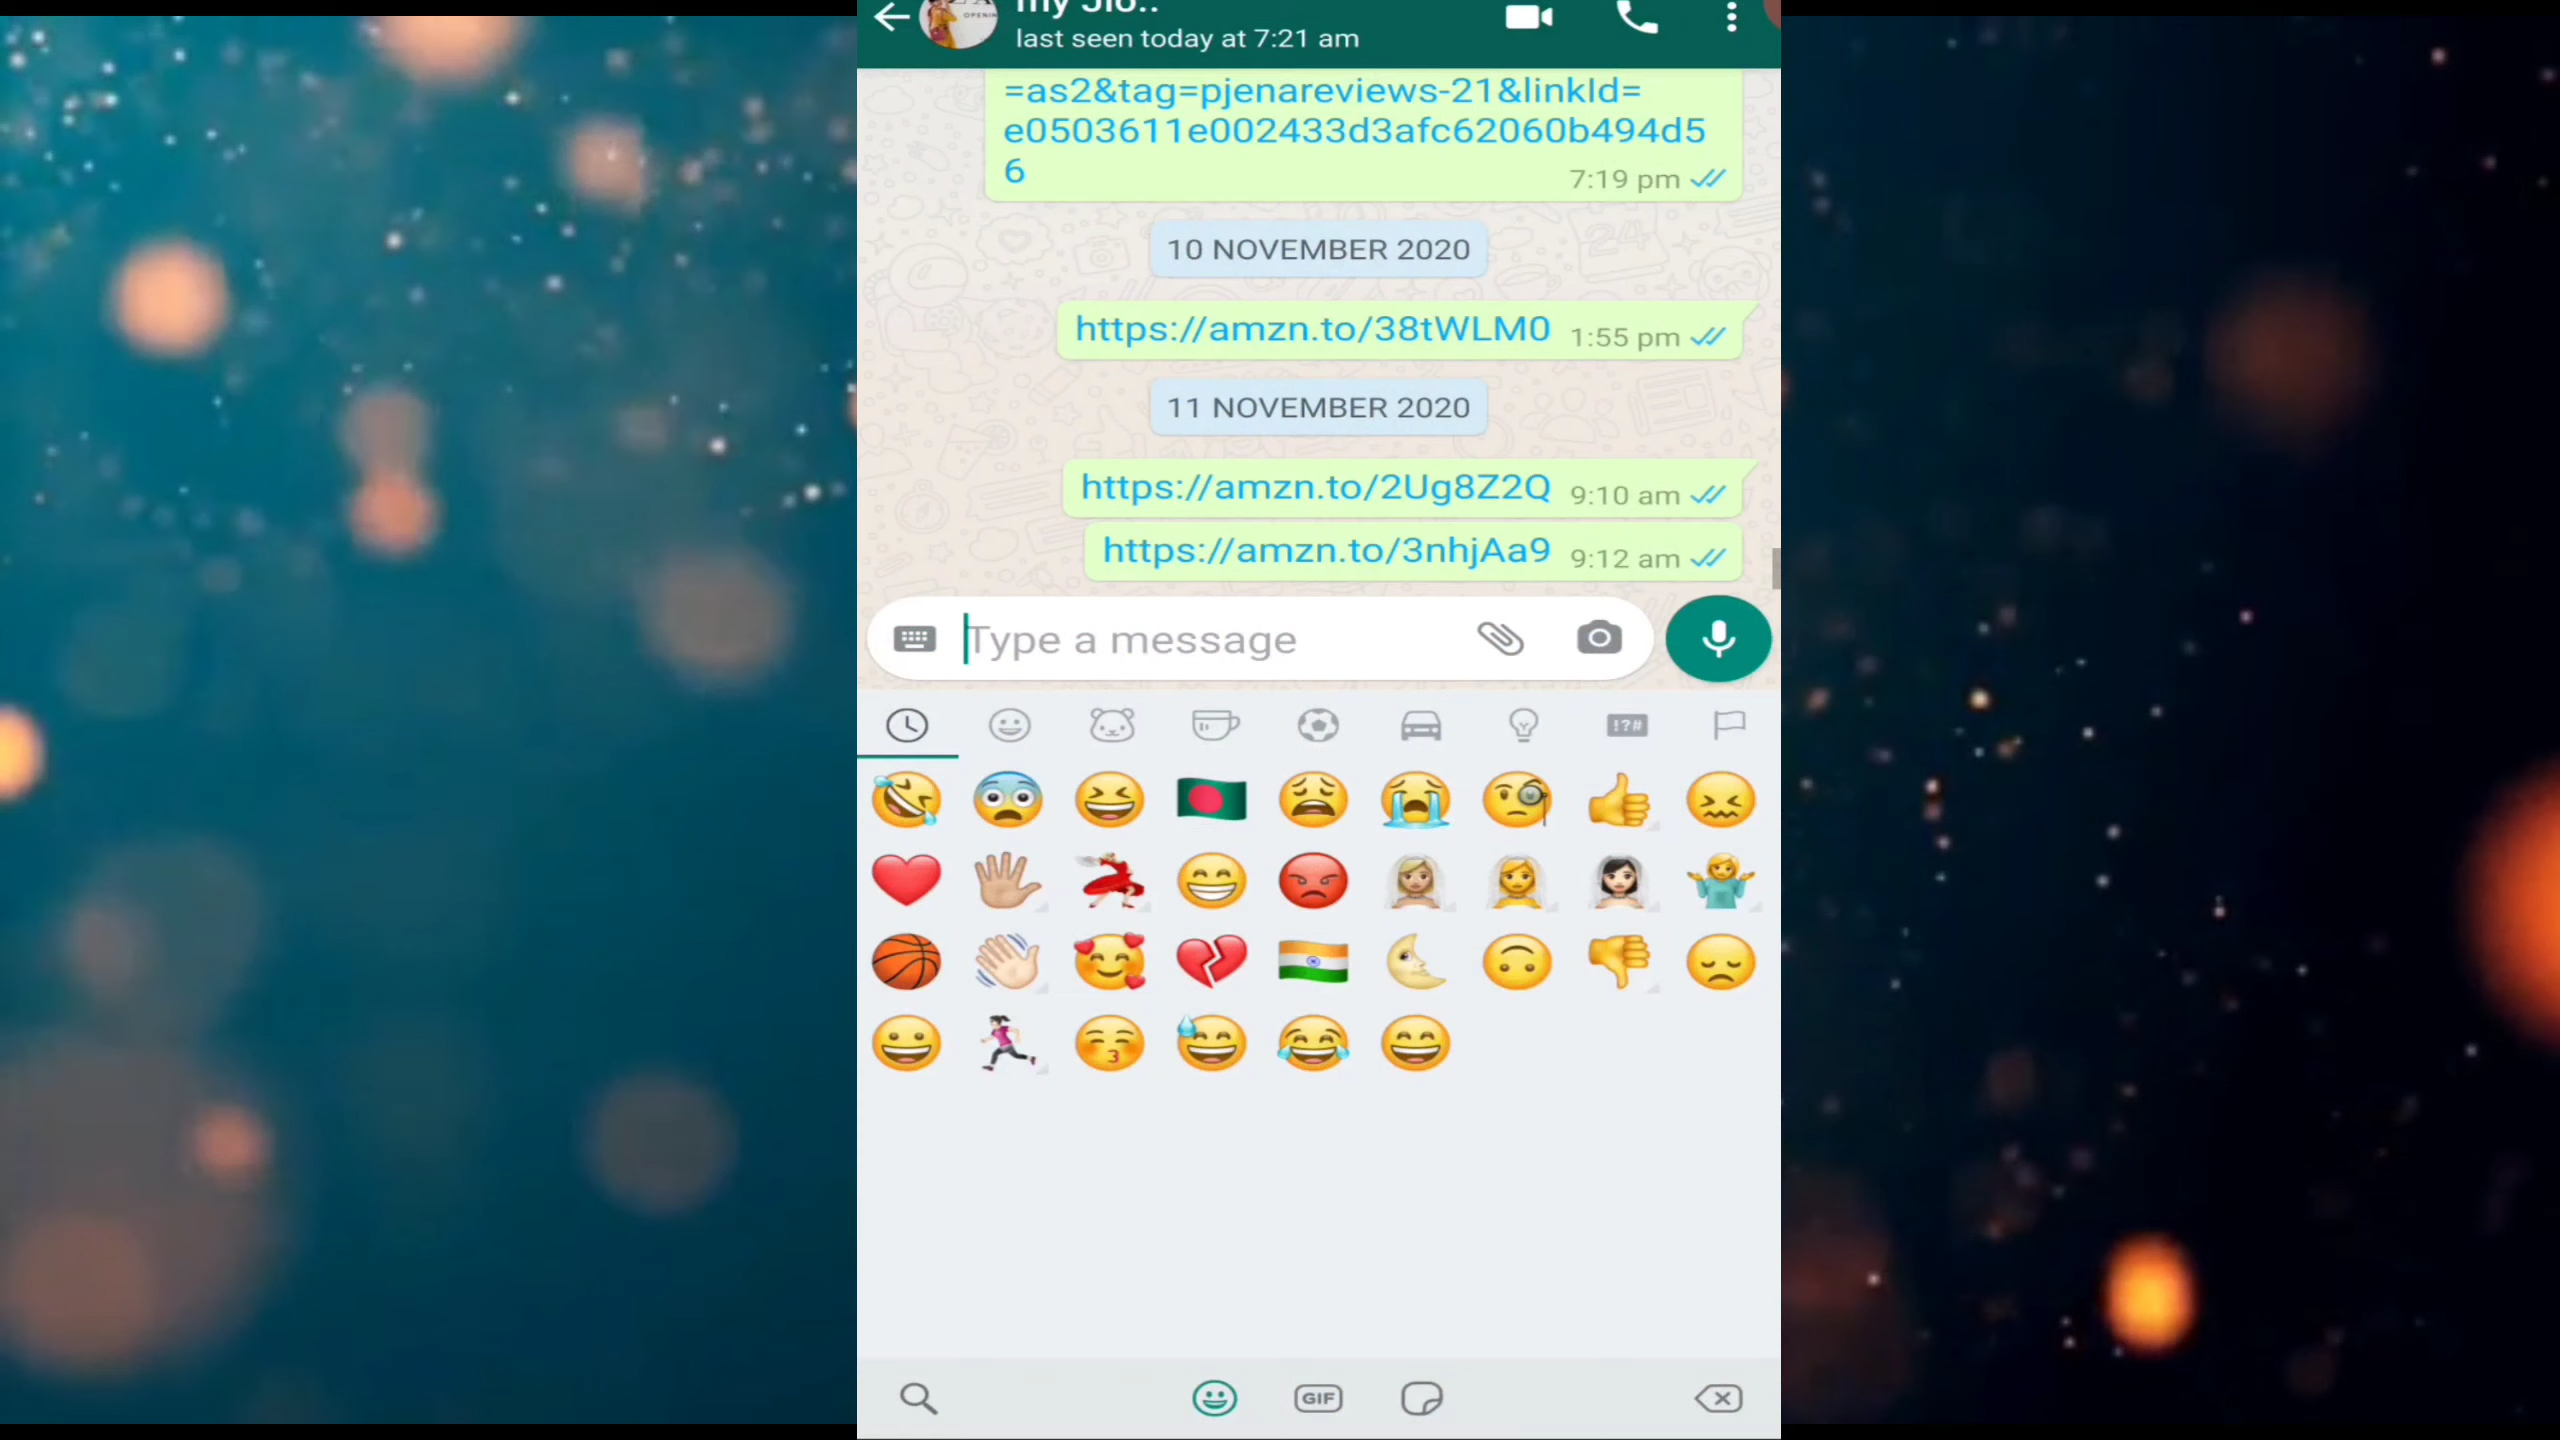 my Jio..
last seen today at 7:21 am
=as2&tag=pjenareviews-21&linkId=
e0503611e002433d3afc62060b494d5
6
7:19 pm
10 NOVEMBER 2020
https://amzn.to/38tWLM0 1:55 pm
11 NOVEMBER 2020
https://amzn.to/2Ug8Z2Q 9:10 am
https://amzn.to/3nhjAa9 9:12 am
Type a message
!?#
GIF